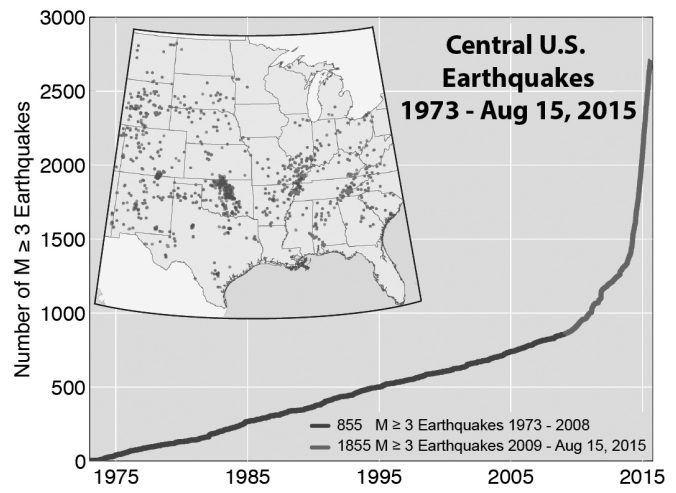 3000
2500
2000
1500
1000
500
0
Number of M ≥ 3 Earthquakes
Central U.S.
Earthquakes
1973 - Aug 15, 2015
855 M ≥ 3 Earthquakes 1973 - 2008
1855 M ≥ 3 Earthquakes 2009 - Aug 15, 2015
1975
1985
1995
2005
2015